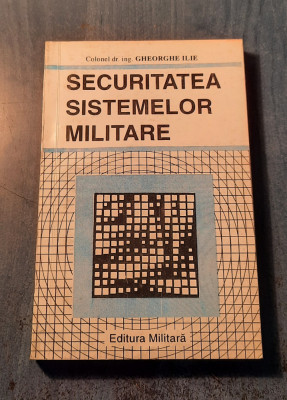 Colonel dr. ing. GHEORGHE ILIE
SECURITATEA
SISTEMELOR
MILITARE
Editura Militară